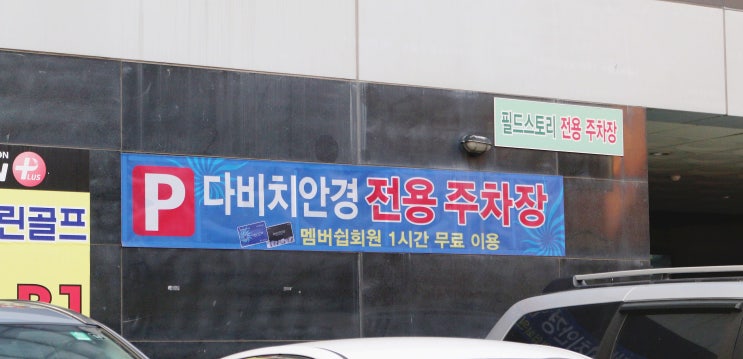 필드스토리 전용 주차장
P 다비치안경 전용 주차장
멤버쉽회원 1시간 무료 이용
PLUS
린골프
B1